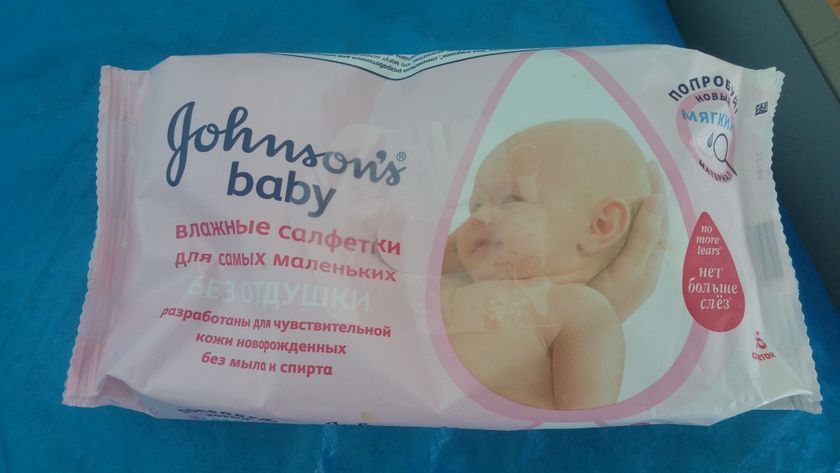 Johnson's®
baby
влажные салфетки
для самых маленьких
БЕЗ ОТДУШКИ
разработаны для чувствительной
кожи новорожденных
без мыла и спирта
ПОПРОБУЙ
НОВЫЙ
МЯГКИЙ
МАТЕРИАЛ
no
more
tears
нет
больше
слёз